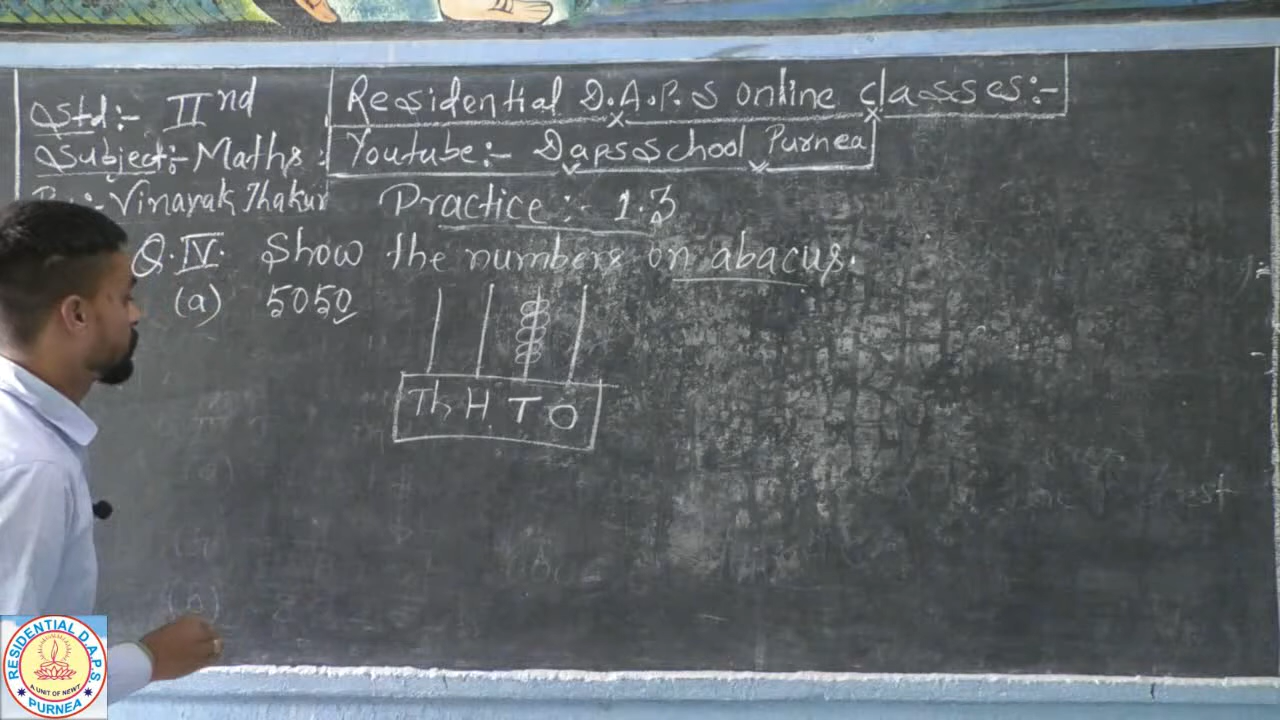 Std:- IInd
Residential D.A.P.S online classes:-
Subject:- Maths :
Youtube:- Dapsschool Purnea
Vinayak Thakur
Practice:- 1.3
Q.IV. Show the numbers on abacus.
(a) 5050
Th H T O
RESIDENTIAL D.A.P.S
A UNIT OF NEWT
PURNEA